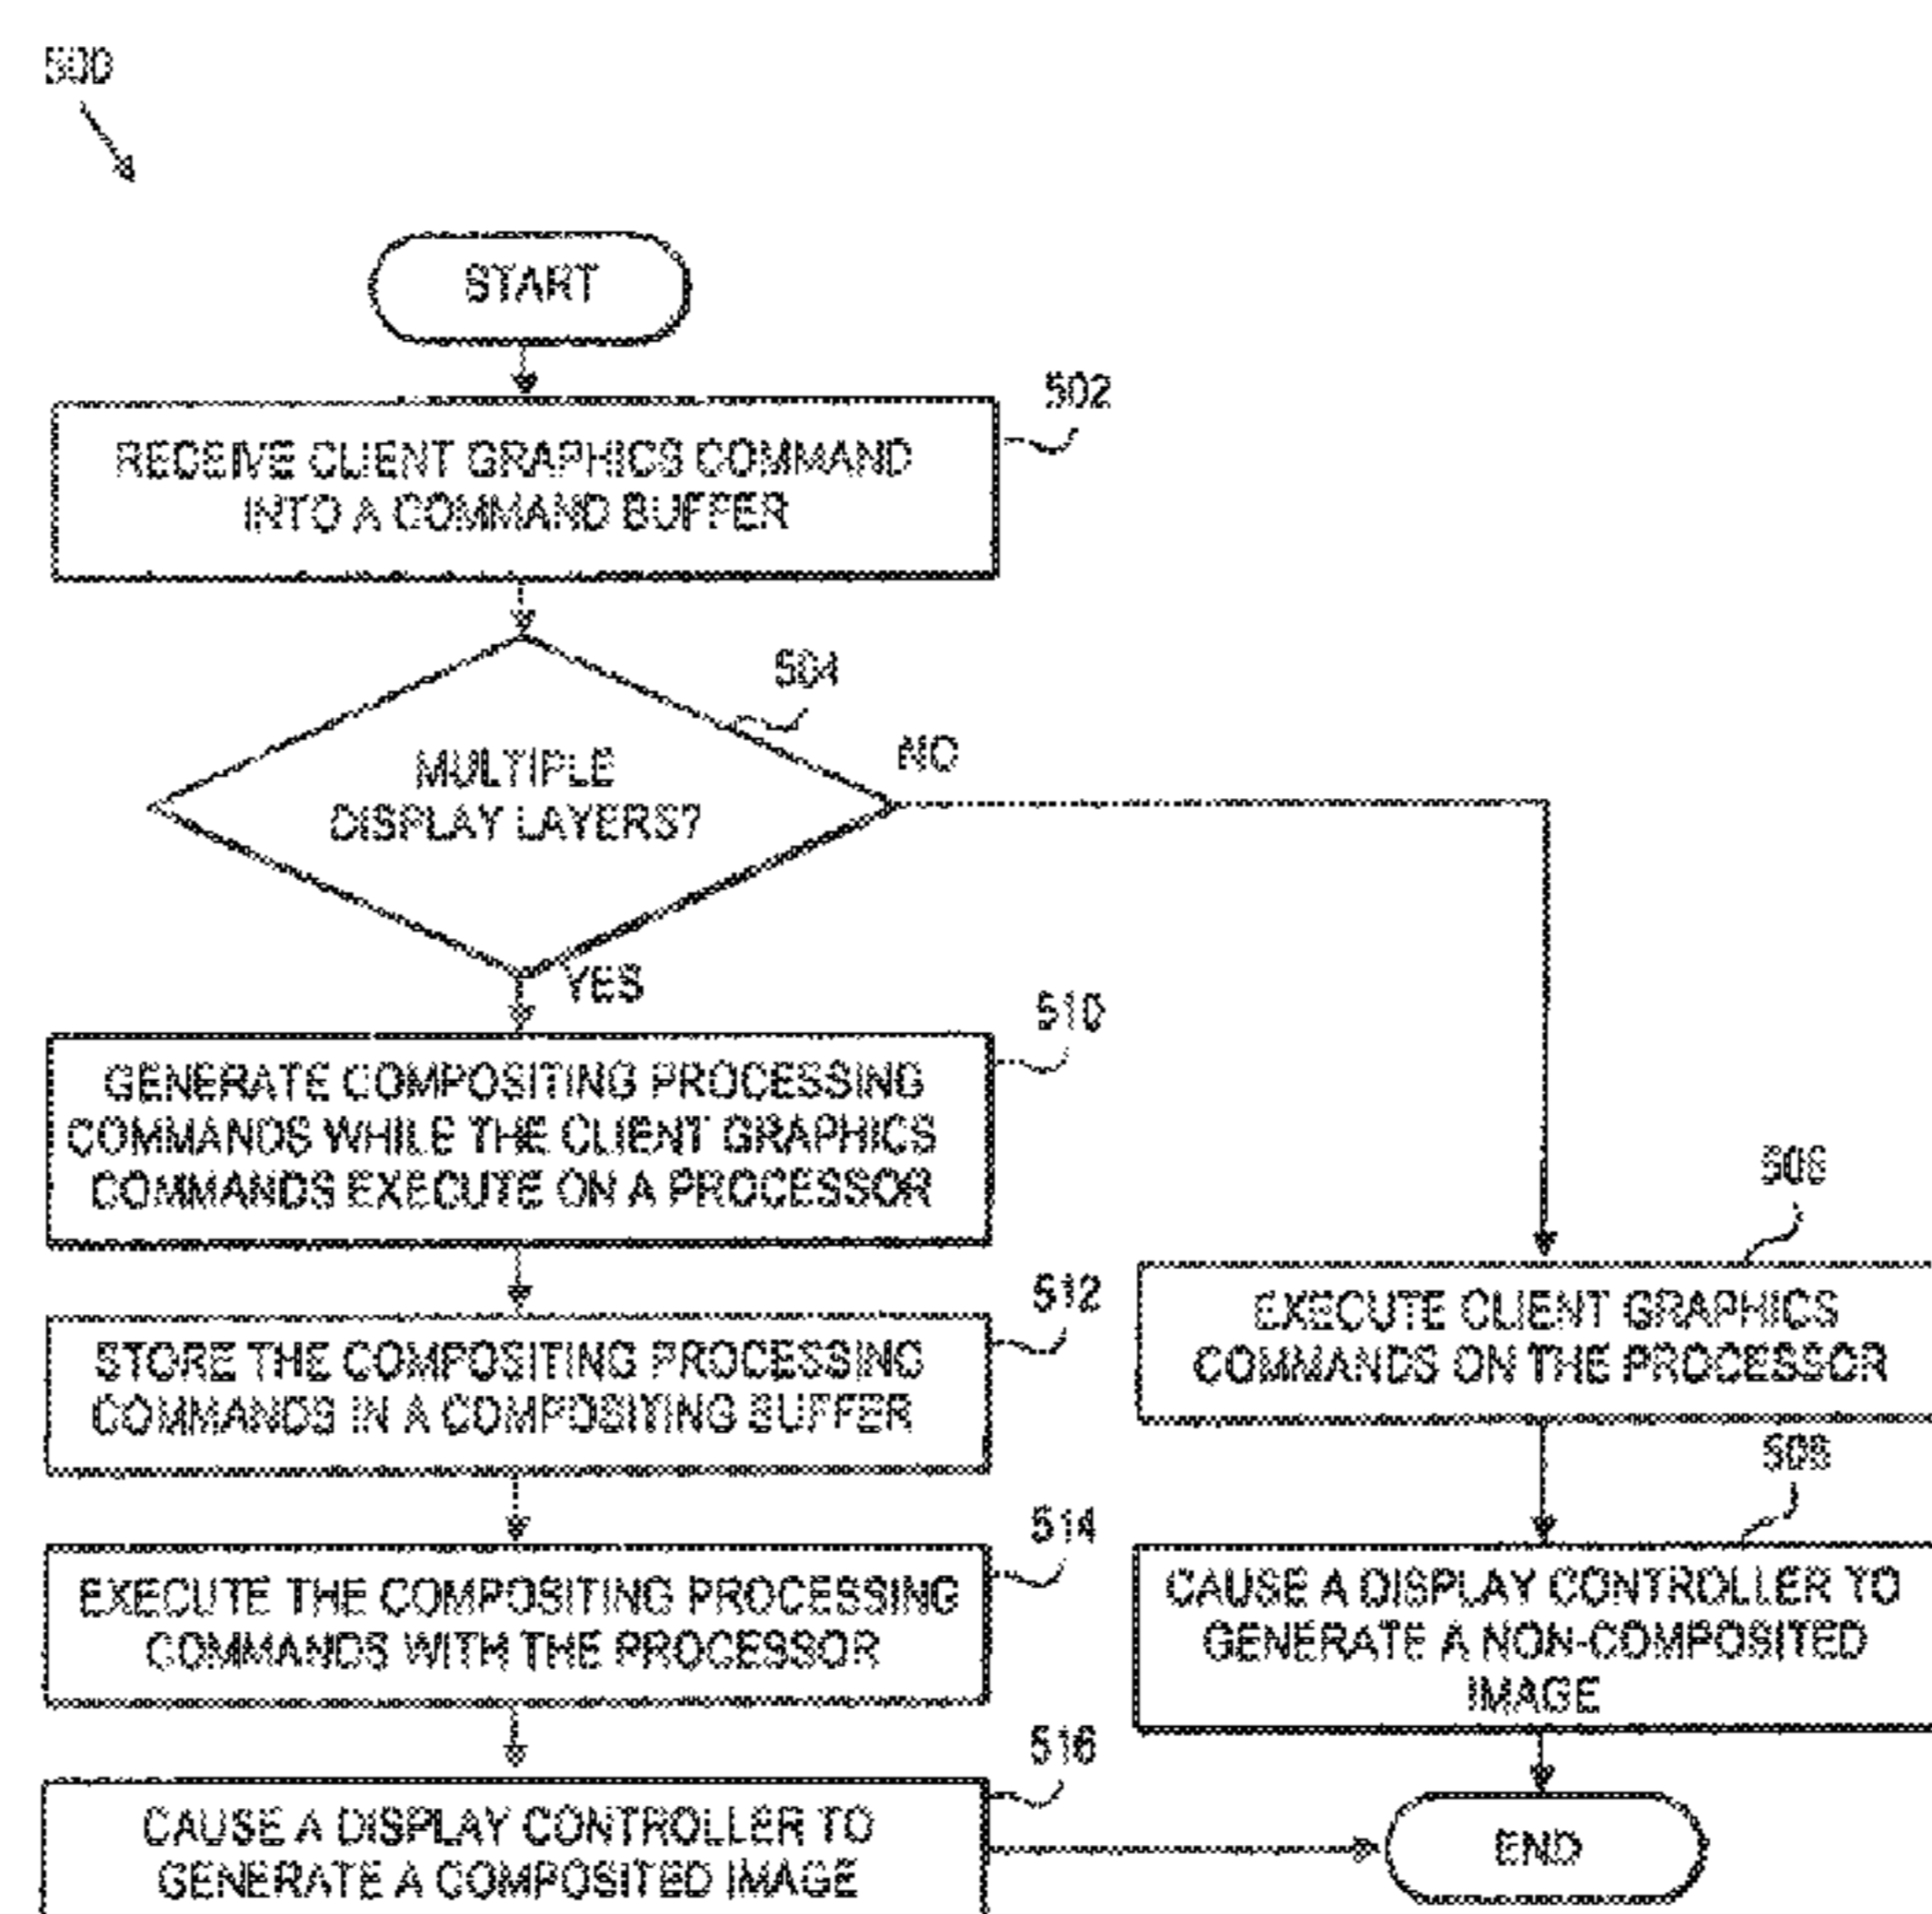 500
START
502
RECEIVE CLIENT GRAPHICS COMMAND
INTO A COMMAND BUFFER
504
MULTIPLE
DISPLAY LAYERS?
NO
YES
510
GENERATE COMPOSITING PROCESSING
COMMANDS WHILE THE CLIENT GRAPHICS
COMMANDS EXECUTE ON A PROCESSOR
512
STORE THE COMPOSITING PROCESSING
COMMANDS IN A COMPOSITING BUFFER
514
EXECUTE THE COMPOSITING PROCESSING
COMMANDS WITH THE PROCESSOR
516
CAUSE A DISPLAY CONTROLLER TO
GENERATE A COMPOSITED IMAGE
506
EXECUTE CLIENT GRAPHICS
COMMANDS ON THE PROCESSOR
508
CAUSE A DISPLAY CONTROLLER TO
GENERATE A NON-COMPOSITED
IMAGE
END